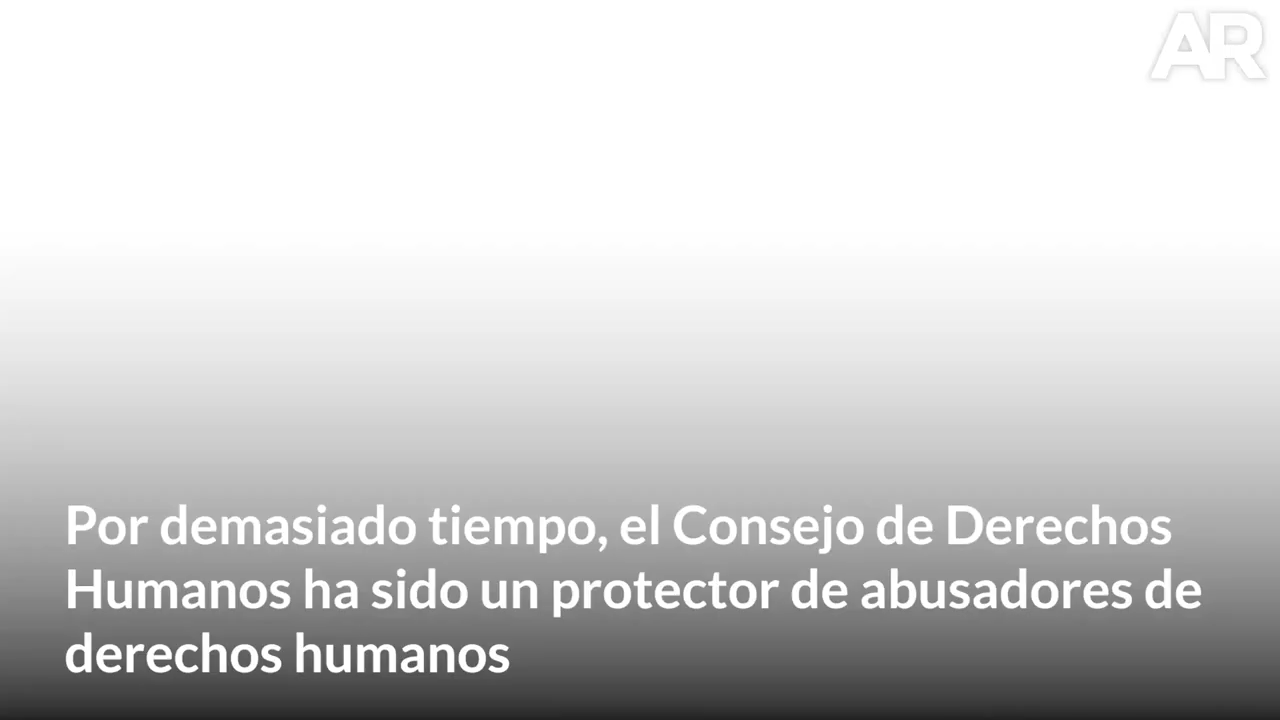 AR
Por demasiado tiempo, el Consejo de Derechos
Humanos ha sido un protector de abusadores de
derechos humanos